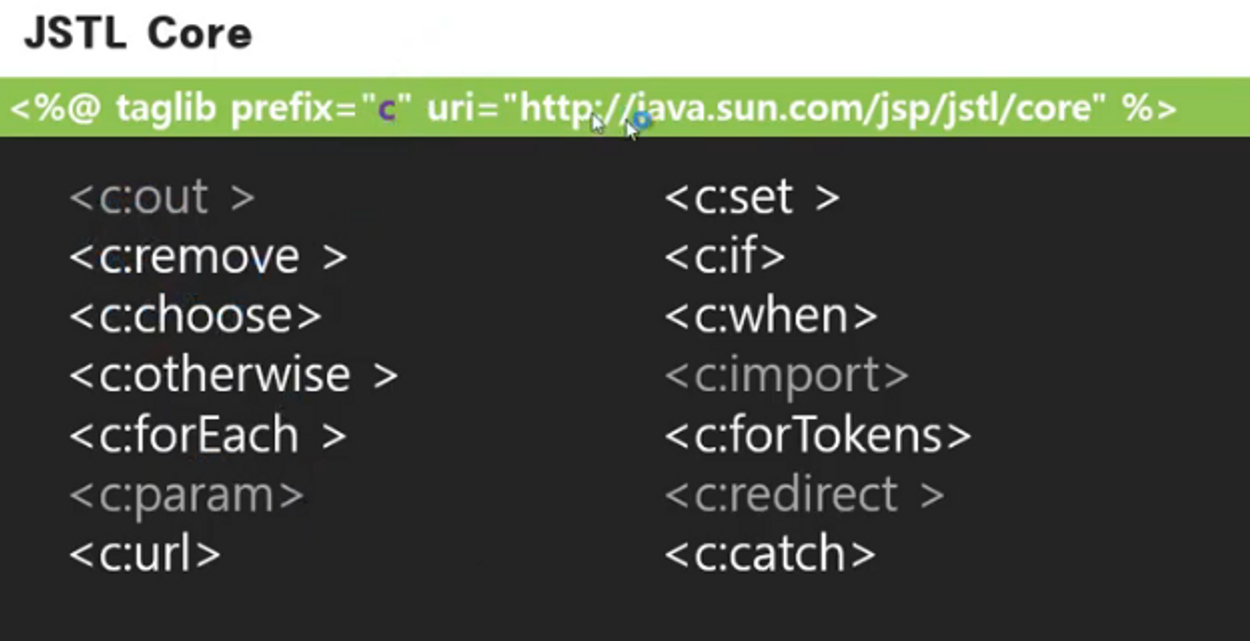 JSTL Core
<%@ taglib prefix="c" uri="http://java.sun.com/jsp/jstl/core" %>
<c:out > <c:set >
<c:remove > <c:if>
<c:choose> <c:when>
<c:otherwise > <c:import>
<c:forEach > <c:forTokens>
<c:param> <c:redirect >
<c:url> <c:catch>